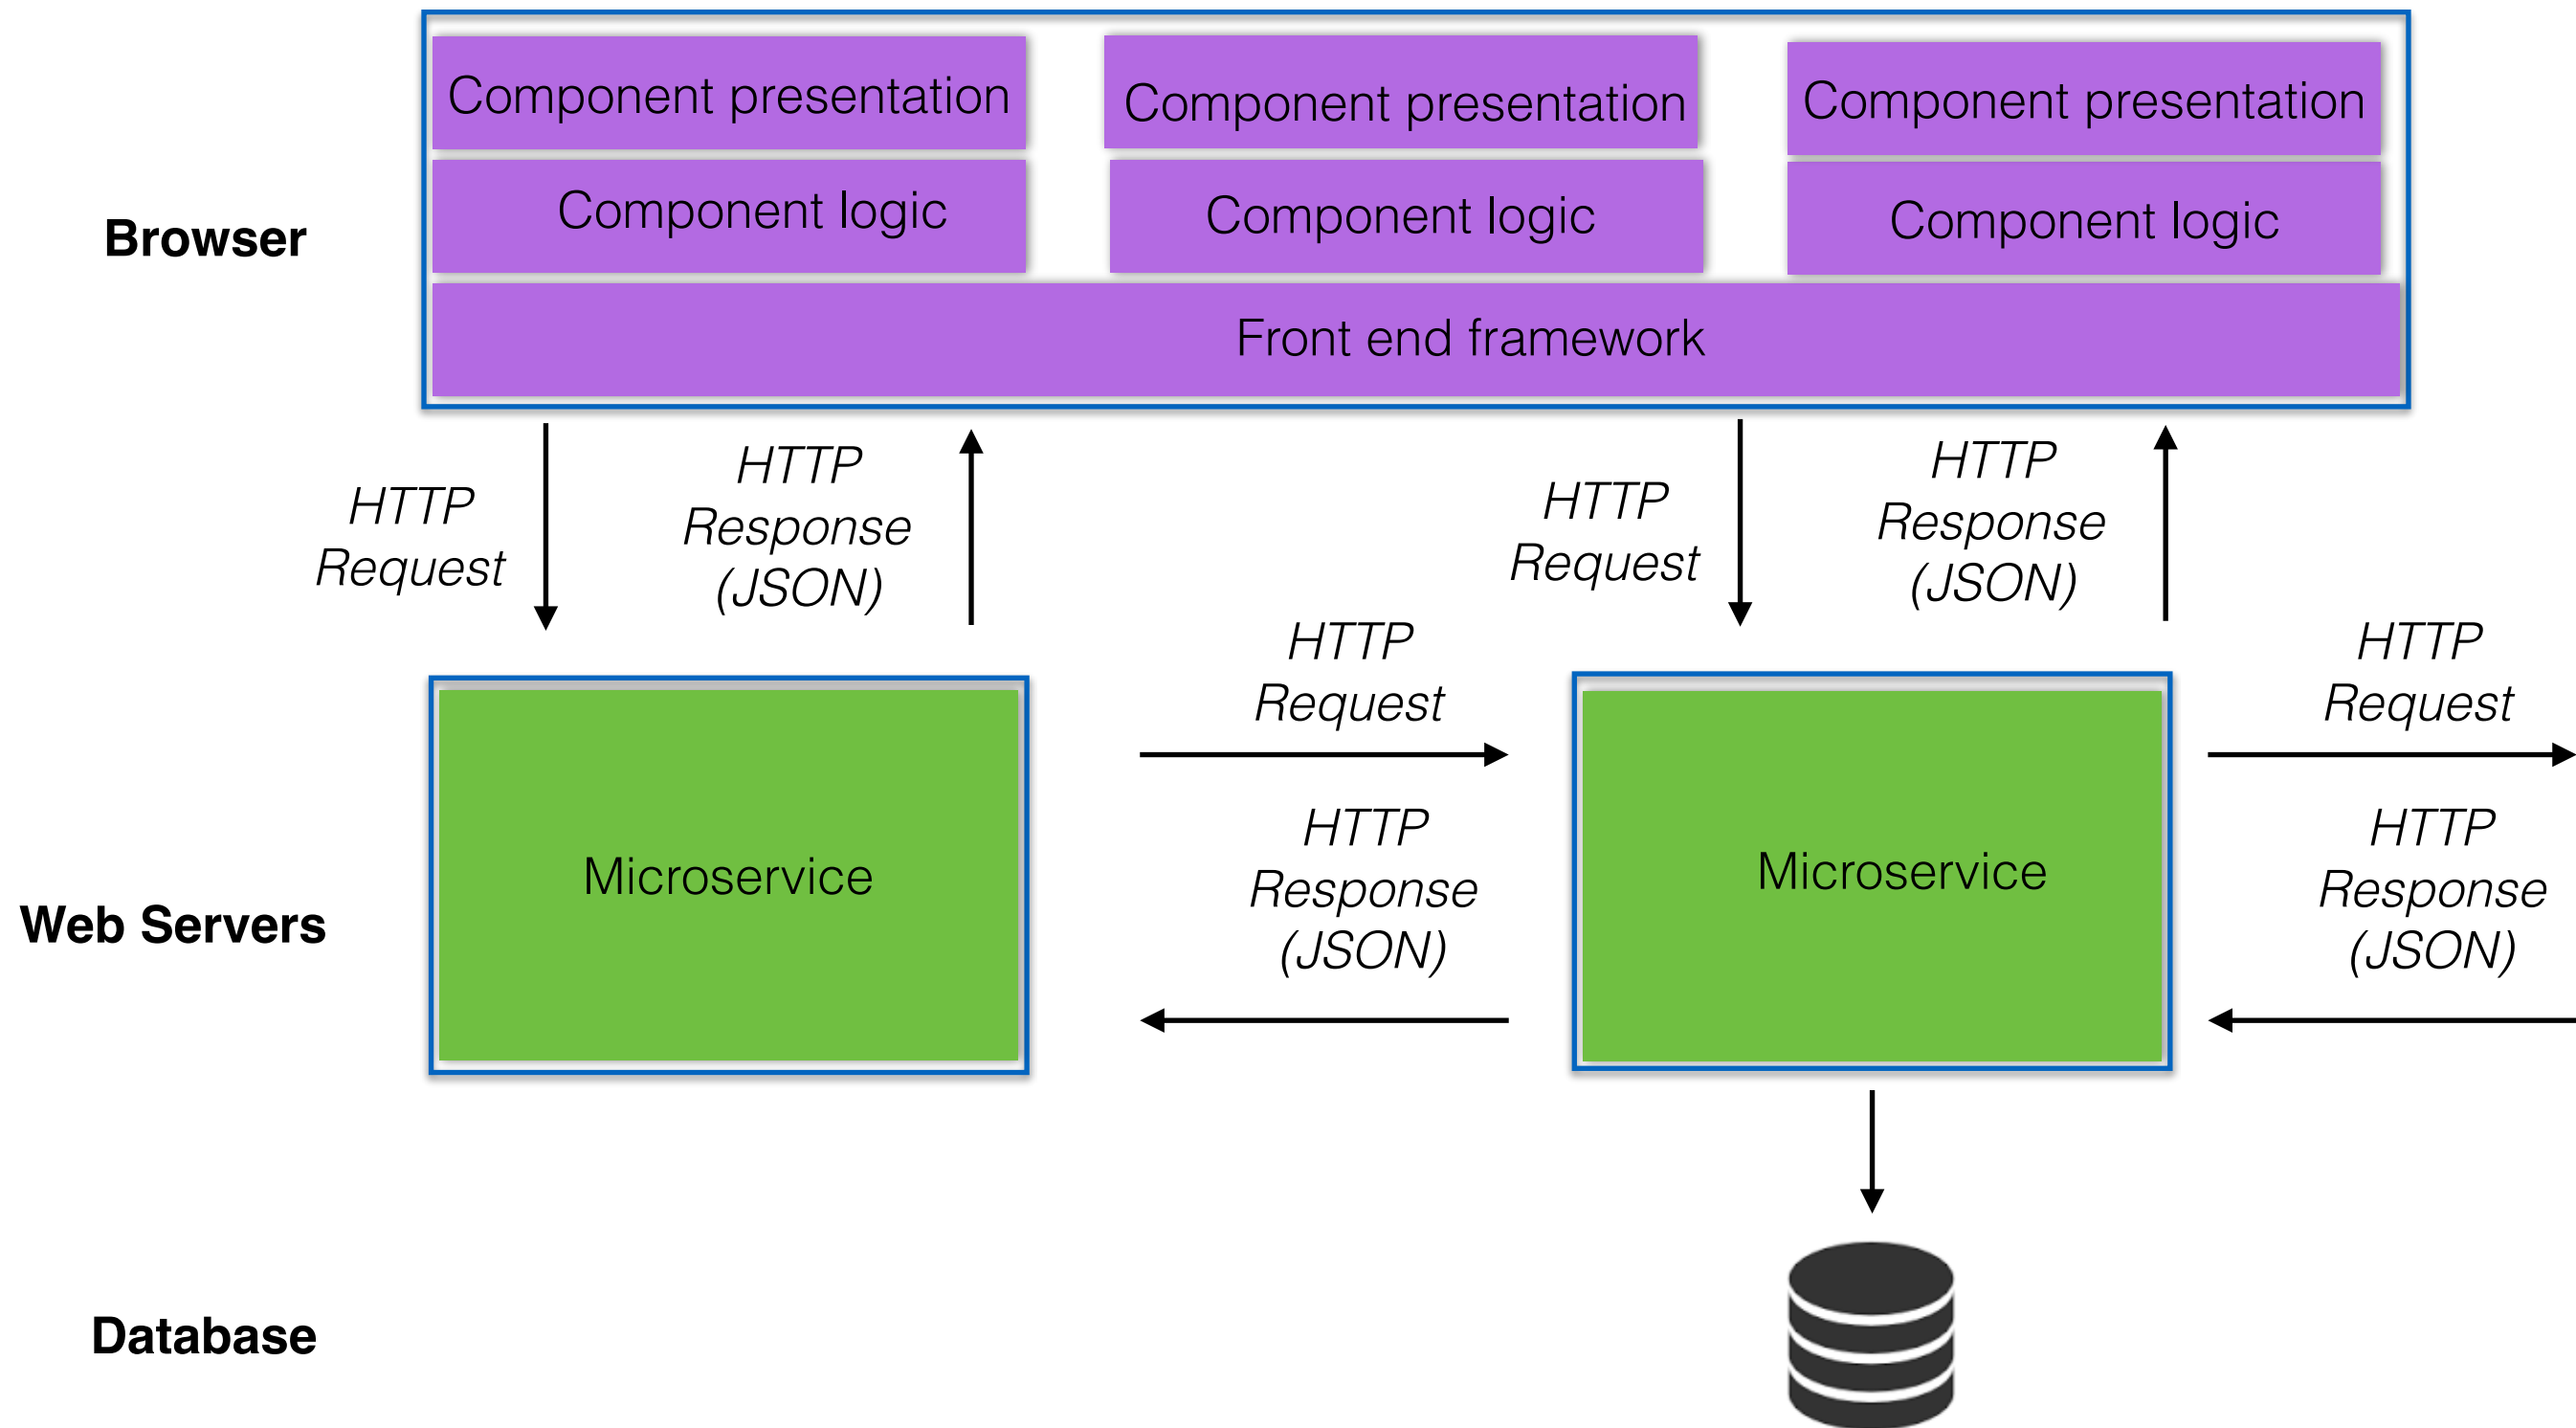 Component presentation
Component presentation
Component presentation
Component logic
Component logic
Component logic
Browser
Front end framework
HTTP
Request
HTTP
Response
(JSON)
HTTP
Request
HTTP
Response
(JSON)
HTTP
Request
HTTP
Request
Microservice
HTTP
Response
(JSON)
Microservice
HTTP
Response
(JSON)
Web Servers
Database